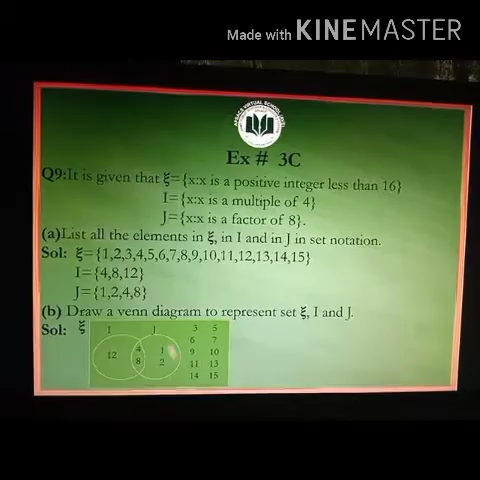 Made with KINEMASTER
Ex # 3C
Q9:It is given that ξ={x:x is a positive integer less than 16}
I={x:x is a multiple of 4}
J={x:x is a factor of 8}.
(a)List all the elements in ξ, in I and in J in set notation.
Sol: ξ={1,2,3,4,5,6,7,8,9,10,11,12,13,14,15}
I={4,8,12}
J={1,2,4,8}
(b) Draw a venn diagram to represent set ξ, I and J.
Sol: ξ
I J 3 5
6 7
12 4 1 9 10
8 2 11 13
14 15